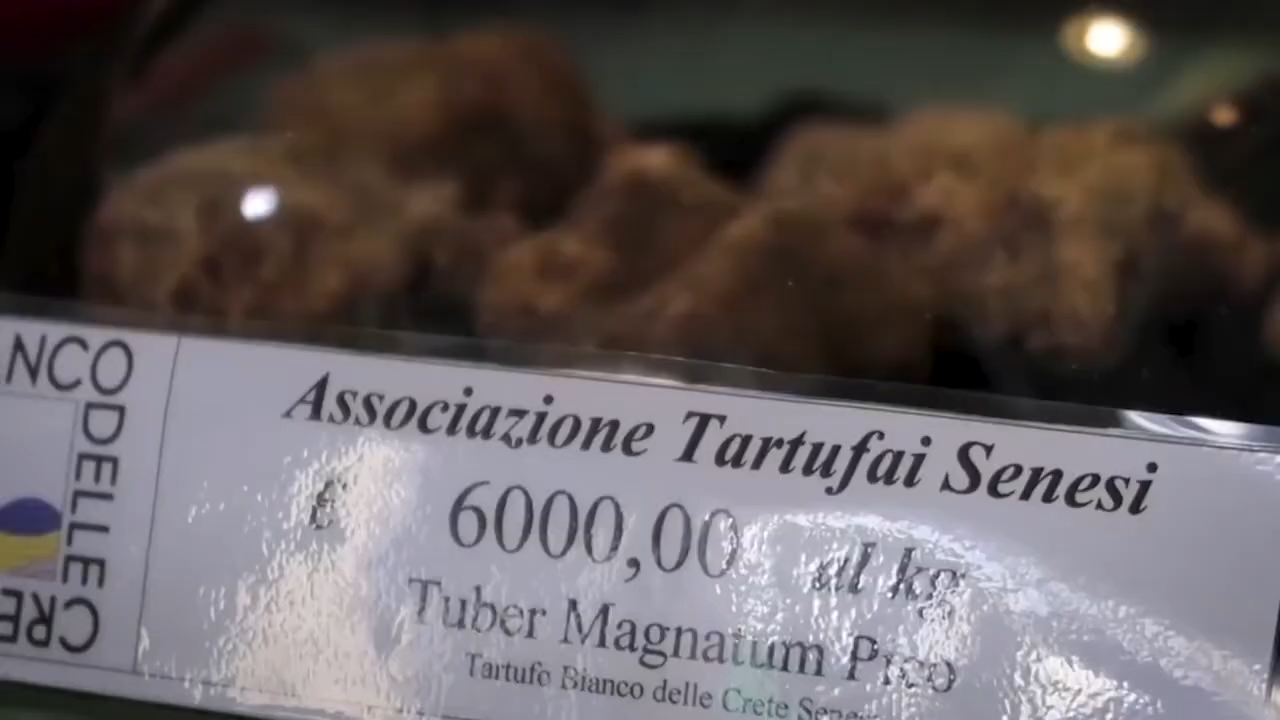 NCO
DELLE
CRE
Associazione Tartufai Senesi
€ 6000,00 al kg
Tuber Magnatum Pico
Tartufo Bianco delle Crete